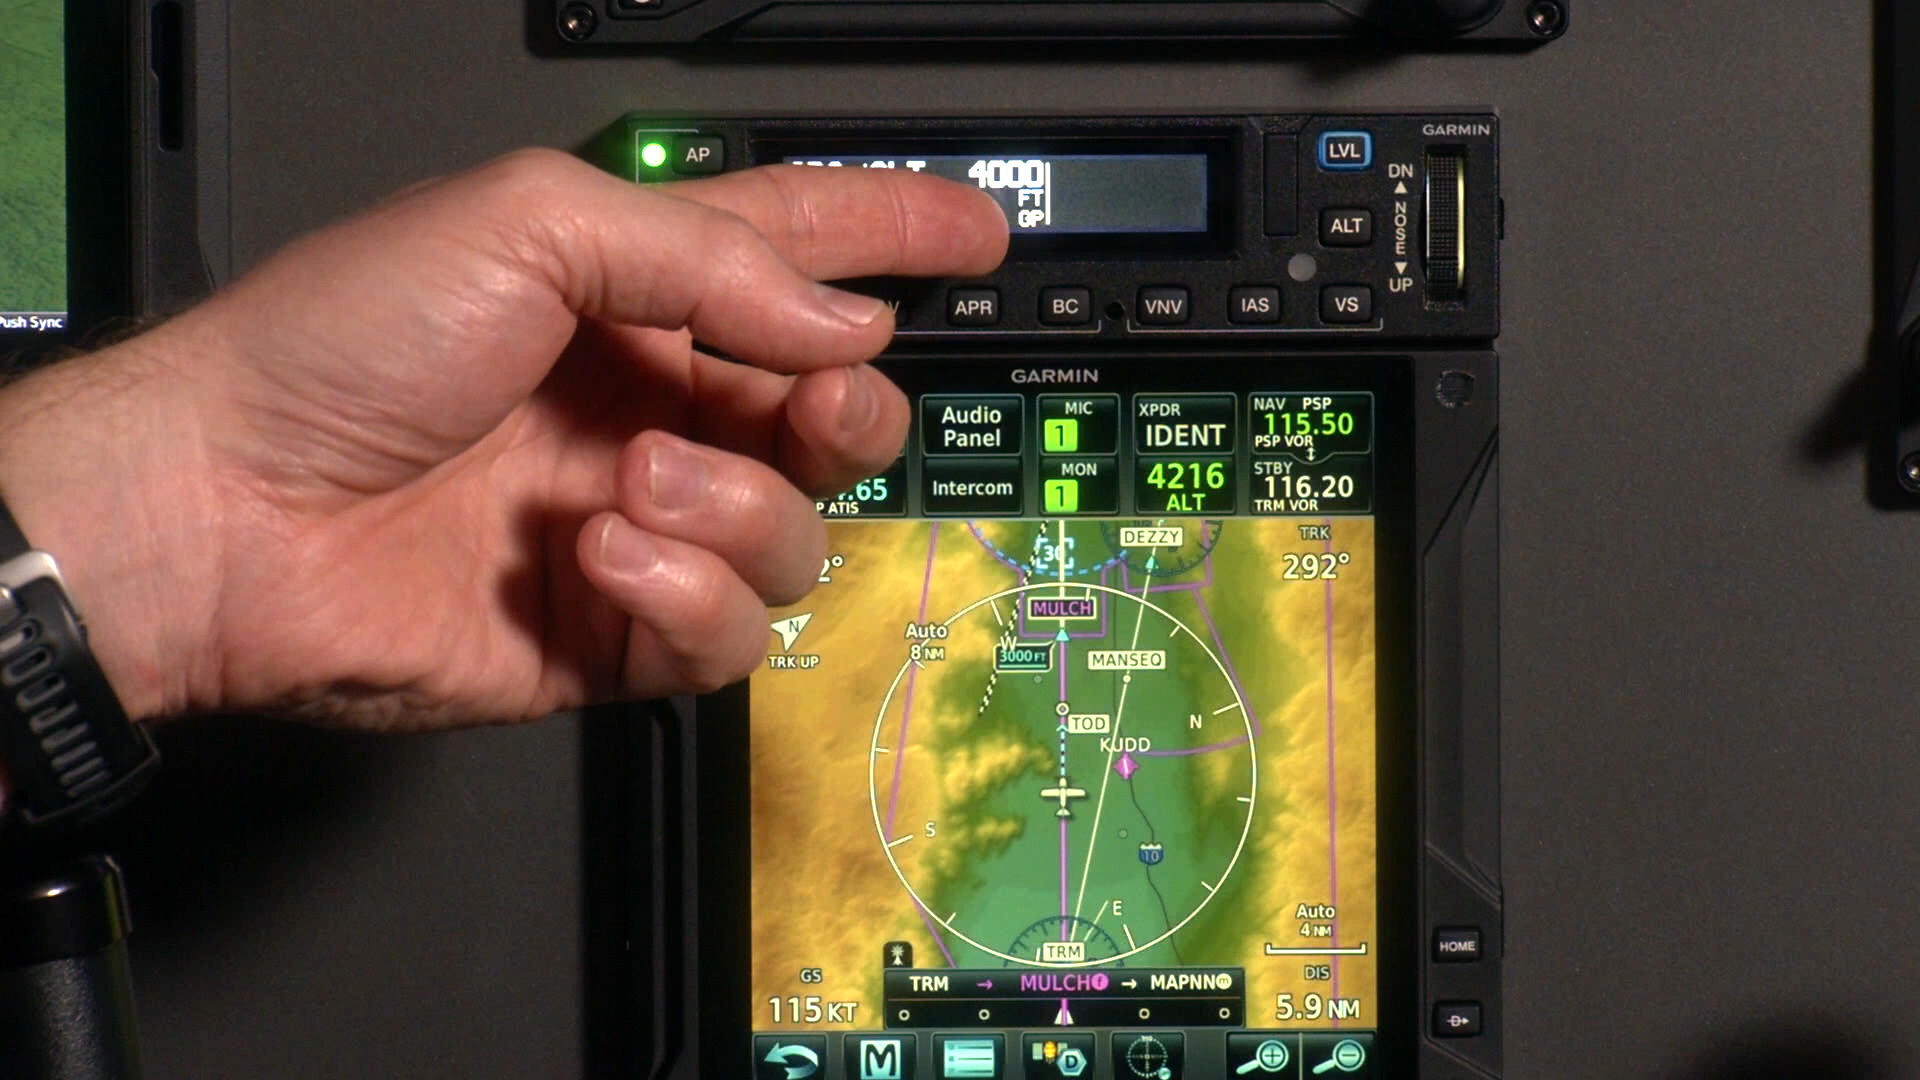 Push Sync
AP
4000
FT
GP
LVL
GARMIN
DN
NOSE
UP
ALT
APR
BC
VNV
IAS
VS
GARMIN
Audio
Panel
MIC
1
XPDR
IDENT
NAV PSP
115.50
PSP VOR
Intercom
MON
1
4216
ALT
STBY
116.20
TRM VOR
ATIS
DEZZY
TRK
292°
30
MULCH
N
TRK UP
Auto
8 NM
W
3000 FT
MANSEQ
TOD
N
KUDD
S
10
E
TRM
Auto
4 NM
GS
115 KT
TRM → MULCH f → MAPNN m
DIS
5.9 NM
HOME
D
M
D